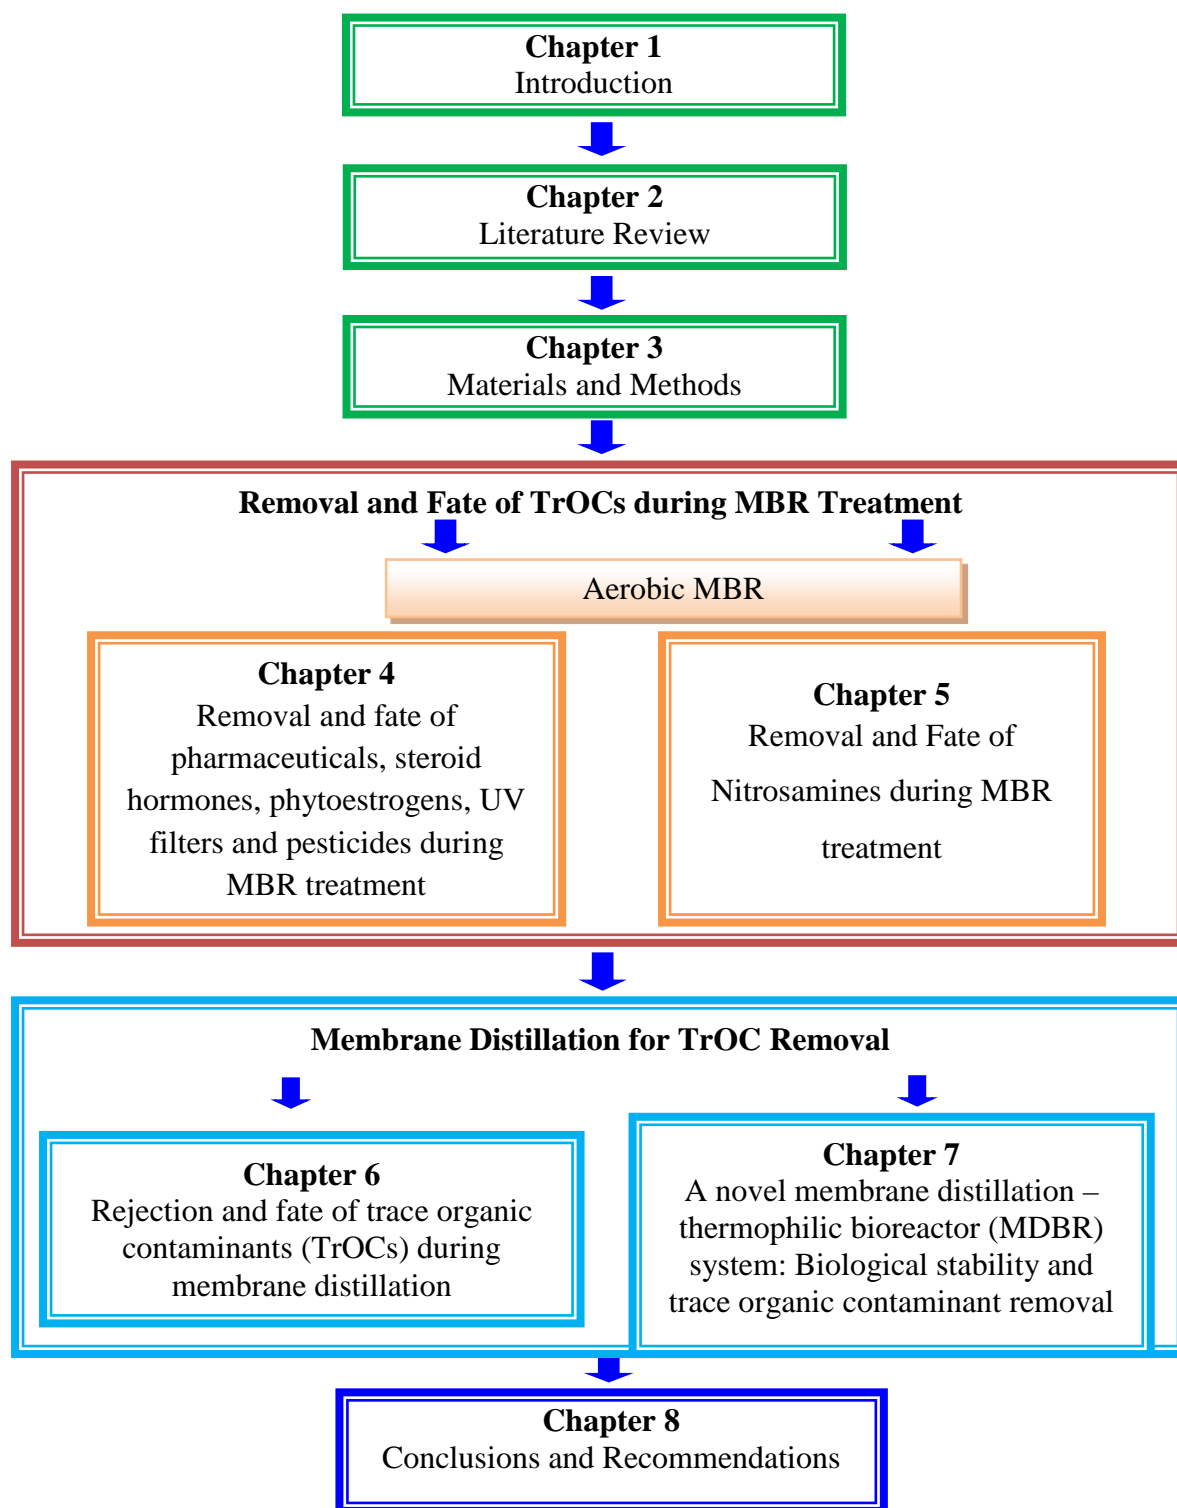 Chapter 1
Introduction
Chapter 2
Literature Review
Chapter 3
Materials and Methods
Removal and Fate of TrOCs during MBR Treatment
Aerobic MBR
Chapter 4
Removal and fate of
pharmaceuticals, steroid
hormones, phytoestrogens, UV
filters and pesticides during
MBR treatment
Chapter 5
Removal and Fate of
Nitrosamines during MBR
treatment
Membrane Distillation for TrOC Removal
Chapter 6
Rejection and fate of trace organic
contaminants (TrOCs) during
membrane distillation
Chapter 7
A novel membrane distillation –
thermophilic bioreactor (MDBR)
system: Biological stability and
trace organic contaminant removal
Chapter 8
Conclusions and Recommendations